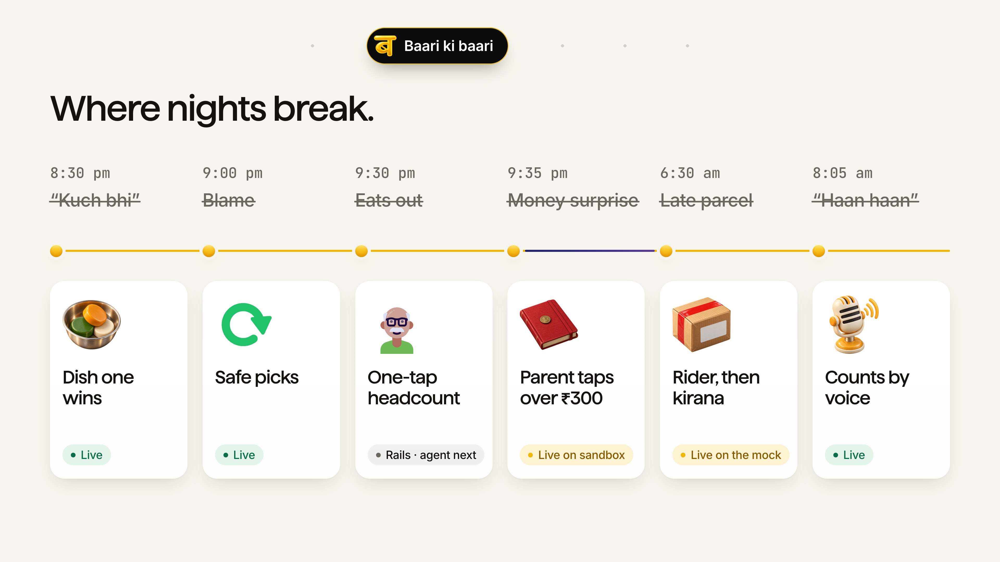 ब Baari ki baari
Where nights break.
8:30 pm
“Kuch bhi”
9:00 pm
Blame
9:30 pm
Eats out
9:35 pm
Money surprise
6:30 am
Late parcel
8:05 am
“Haan haan”
Dish one
wins
Live
Safe picks
Live
One-tap
headcount
Rails · agent next
Parent taps
over ₹300
Live on sandbox
Rider, then
kirana
Live on the mock
Counts by
voice
Live